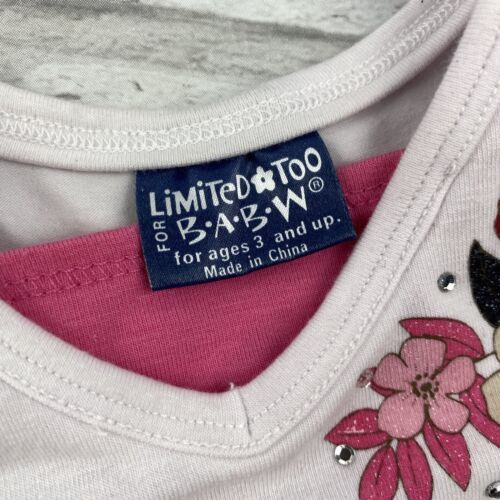 LiMiTeD TOO
FOR B·A·B·W®
for ages 3 and up.
Made in China